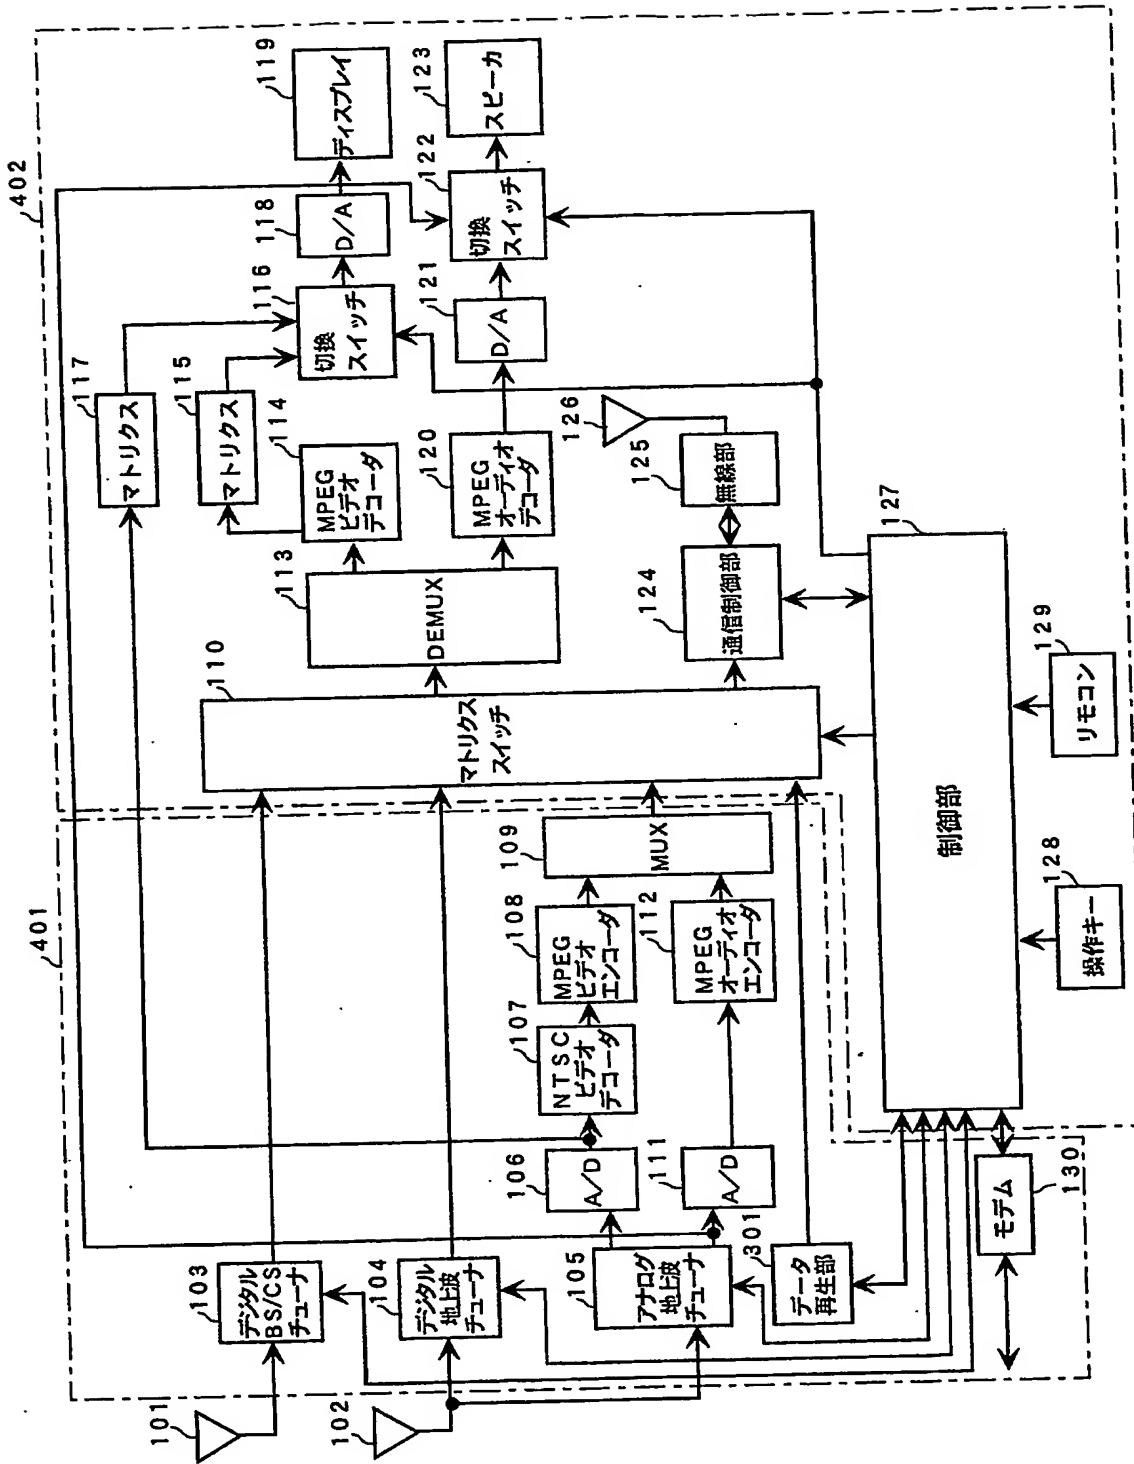 401
402
101
103
デジタル
BS/CS
チューナ
102
104
デジタル
地上波
チューナ
105
アナログ
地上波
チューナ
301
データ
再生部
106
A/D
111
A/D
107
NTSC
ビデオ
デコーダ
108
MPEG
ビデオ
エンコーダ
112
MPEG
オーディオ
エンコーダ
109
MUX
110
マトリクス
スイッチ
113
DEMUX
114
MPEG
ビデオ
デコーダ
115
マトリクス
117
マトリクス
116
切換
スイッチ
118
D/A
119
ディスプレイ
120
MPEG
オーディオ
デコーダ
121
D/A
122
切換
スイッチ
123
スピーカ
124
通信制御部
125
無線部
126
127
制御部
128
操作キー
129
リモコン
130
モデム